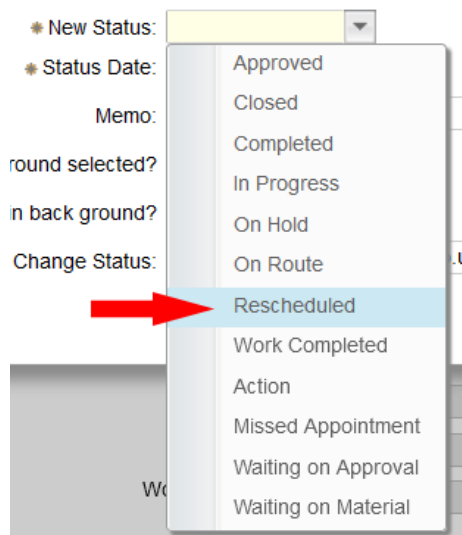 New Status:
Status Date:
Approved
Closed
Memo:
Completed
round selected?
In Progress
in back ground?
On Hold
Change Status:
On Route
Rescheduled
Work Completed
Action
Missed Appointment
Waiting on Approval
Waiting on Material